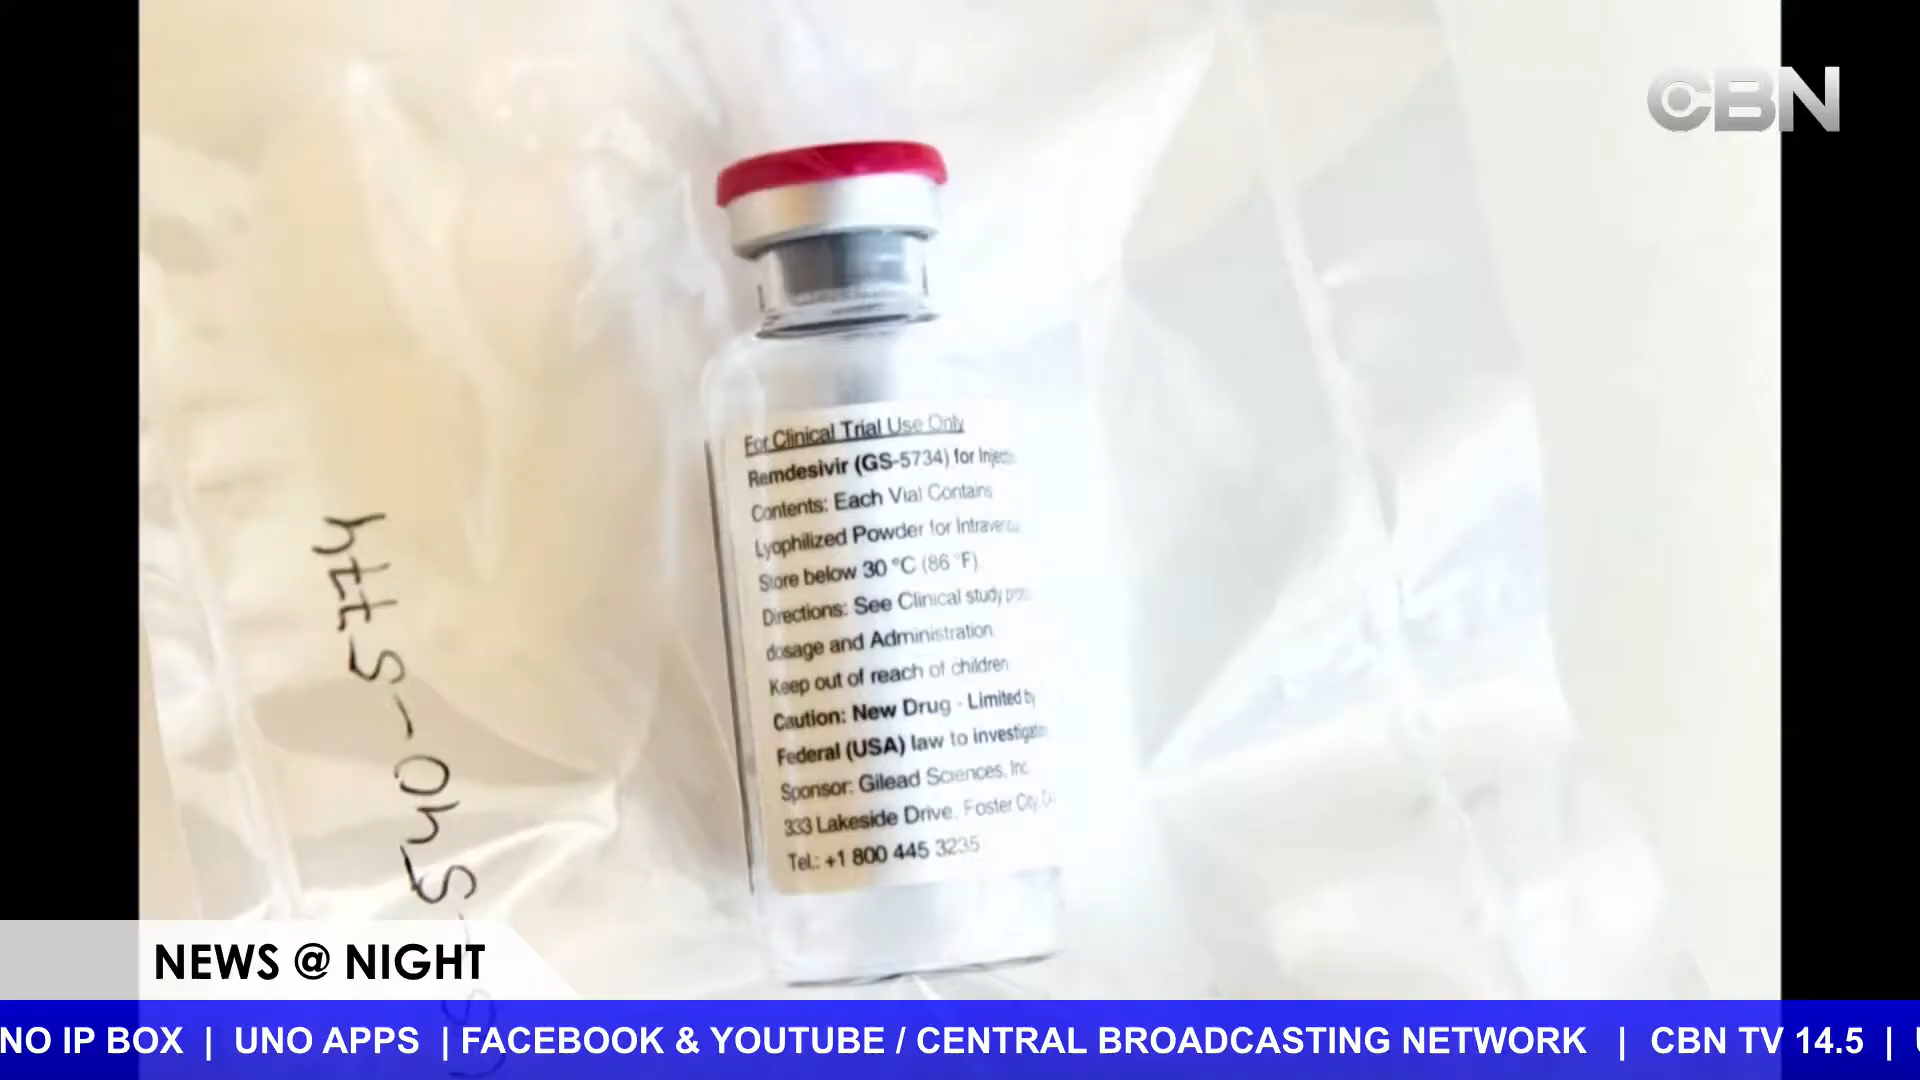 CBN
For Clinical Trial Use Only
Remdesivir (GS-5734) for
Contents: Each Vial Contains
Lyophilized Powder for
Store below 30 °C (86 °F).
Directions: See Clinical study
dosage and Administration.
Keep out of reach of children
Caution: New Drug - Limited by
Federal (USA) law to
Sponsor: Gilead Sciences, Inc.
333 Lakeside Drive, Foster City,
Tel.: +1 800 445 3235
NEWS @ NIGHT
NO IP BOX | UNO APPS | FACEBOOK & YOUTUBE / CENTRAL BROADCASTING NETWORK | CBN TV 14.5 |